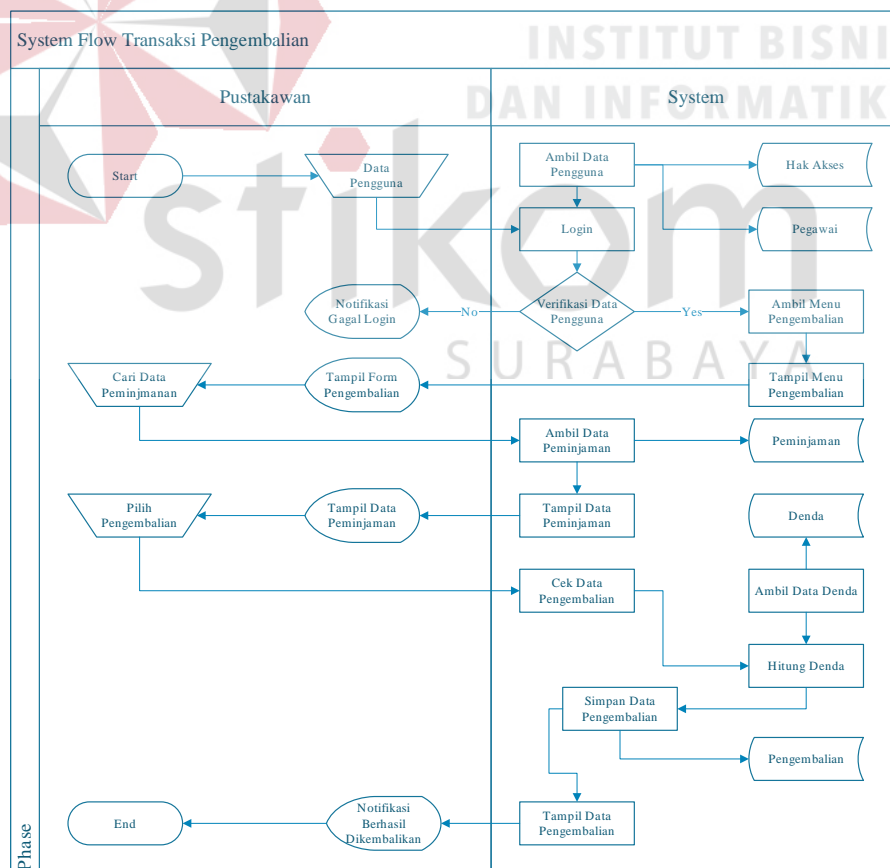 INSTITUT BISNI
DAN INFORMATIK
stikom
SURABAYA
System Flow Transaksi Pengembalian
Pustakawan
System
Phase
Start
Data
Pengguna
Ambil Data
Pengguna
Hak Akses
Login
Pegawai
Notifikasi
Gagal Login
No
Verifikasi Data
Pengguna
Yes
Ambil Menu
Pengembalian
Cari Data
Peminjmanan
Tampil Form
Pengembalian
Tampil Menu
Pengembalian
Ambil Data
Peminjaman
Peminjaman
Pilih
Pengembalian
Tampil Data
Peminjaman
Tampil Data
Peminjaman
Denda
Cek Data
Pengembalian
Ambil Data Denda
Hitung Denda
Simpan Data
Pengembalian
Pengembalian
End
Notifikasi
Berhasil
Dikembalikan
Tampil Data
Pengembalian